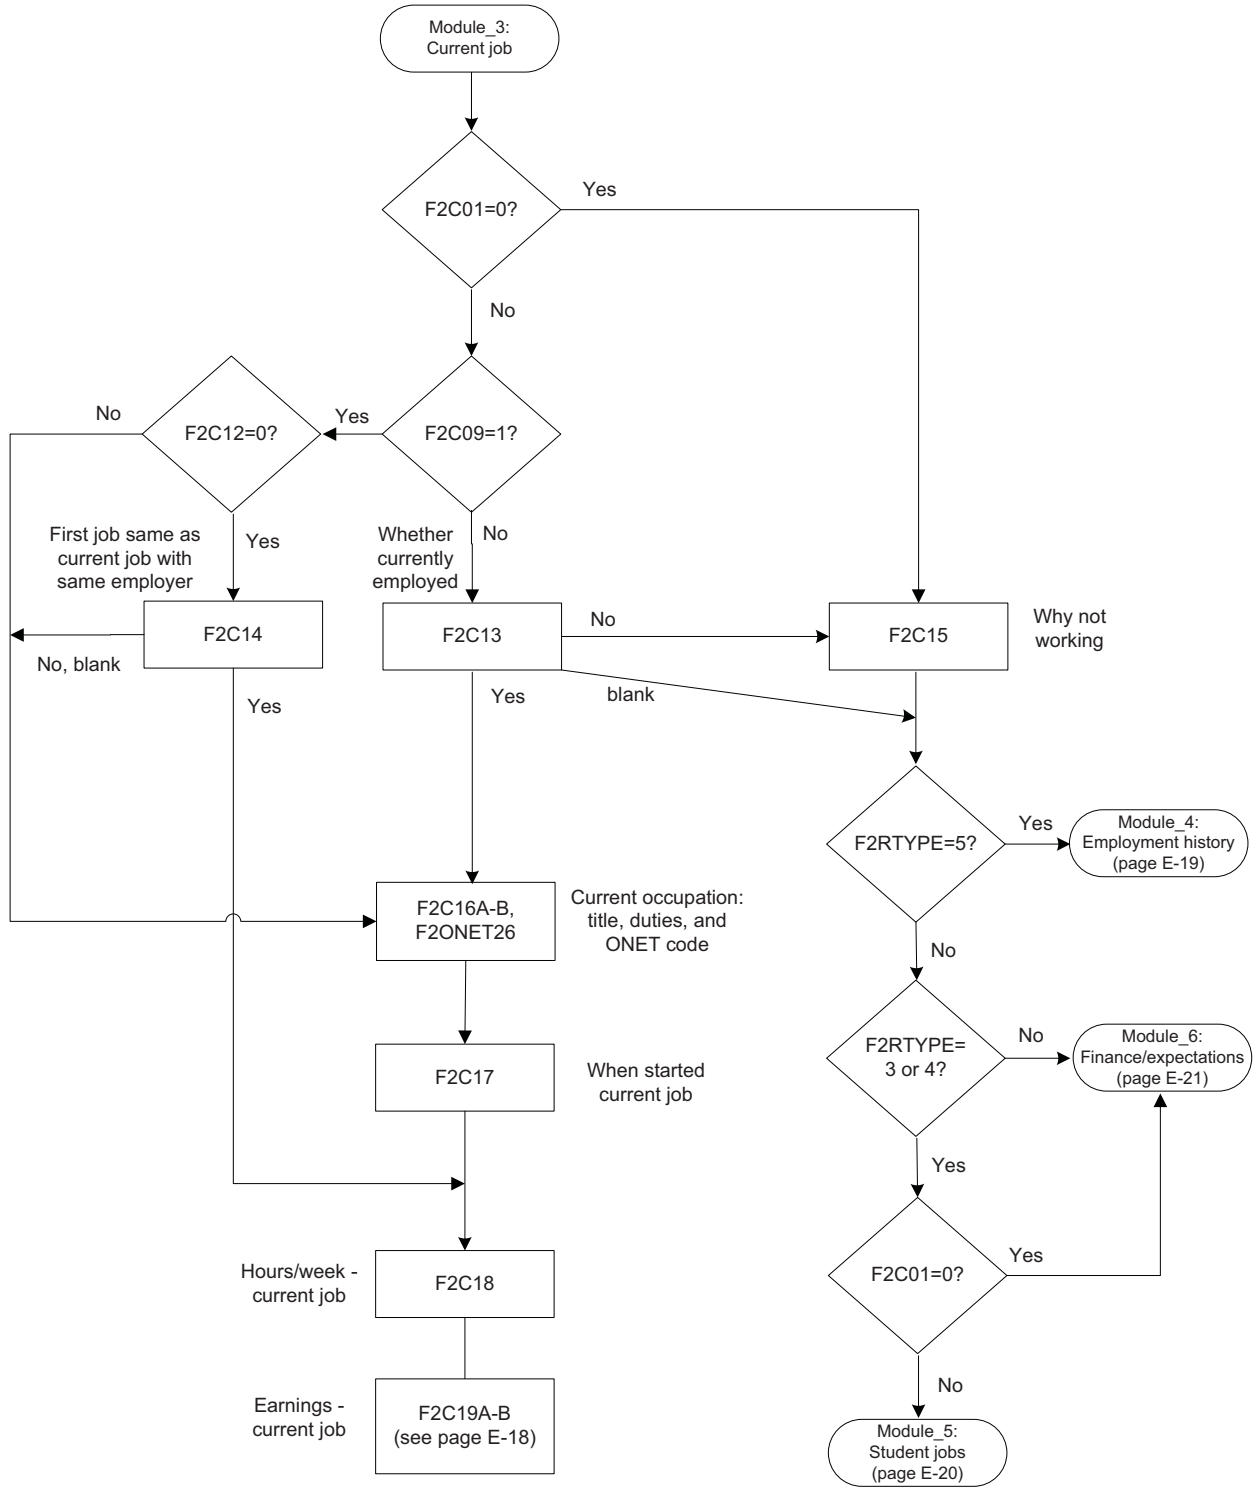 Module_3:
Current job
F2C01=0?
Yes
No
F2C12=0?
No
Yes
F2C09=1?
First job same as
current job with
same employer
Yes
Whether
currently
employed
No
F2C14
No, blank
Yes
F2C13
No
blank
Yes
F2C15
Why not
working
F2RTYPE=5?
Yes
Module_4:
Employment history
(page E-19)
No
F2C16A-B,
F2ONET26
Current occupation:
title, duties, and
ONET code
F2RTYPE=
3 or 4?
No
Module_6:
Finance/expectations
(page E-21)
F2C17
When started
current job
Yes
F2C01=0?
Yes
Hours/week -
current job
F2C18
No
Earnings -
current job
F2C19A-B
(see page E-18)
Module_5:
Student jobs
(page E-20)